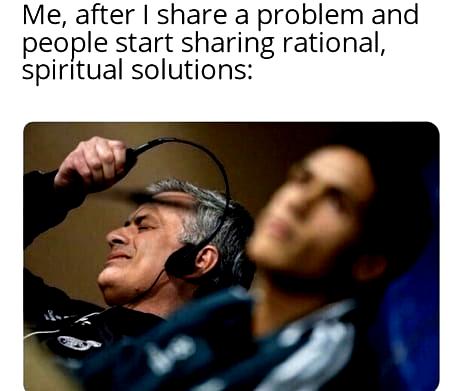 Me, after I share a problem and
people start sharing rational,
spiritual solutions: